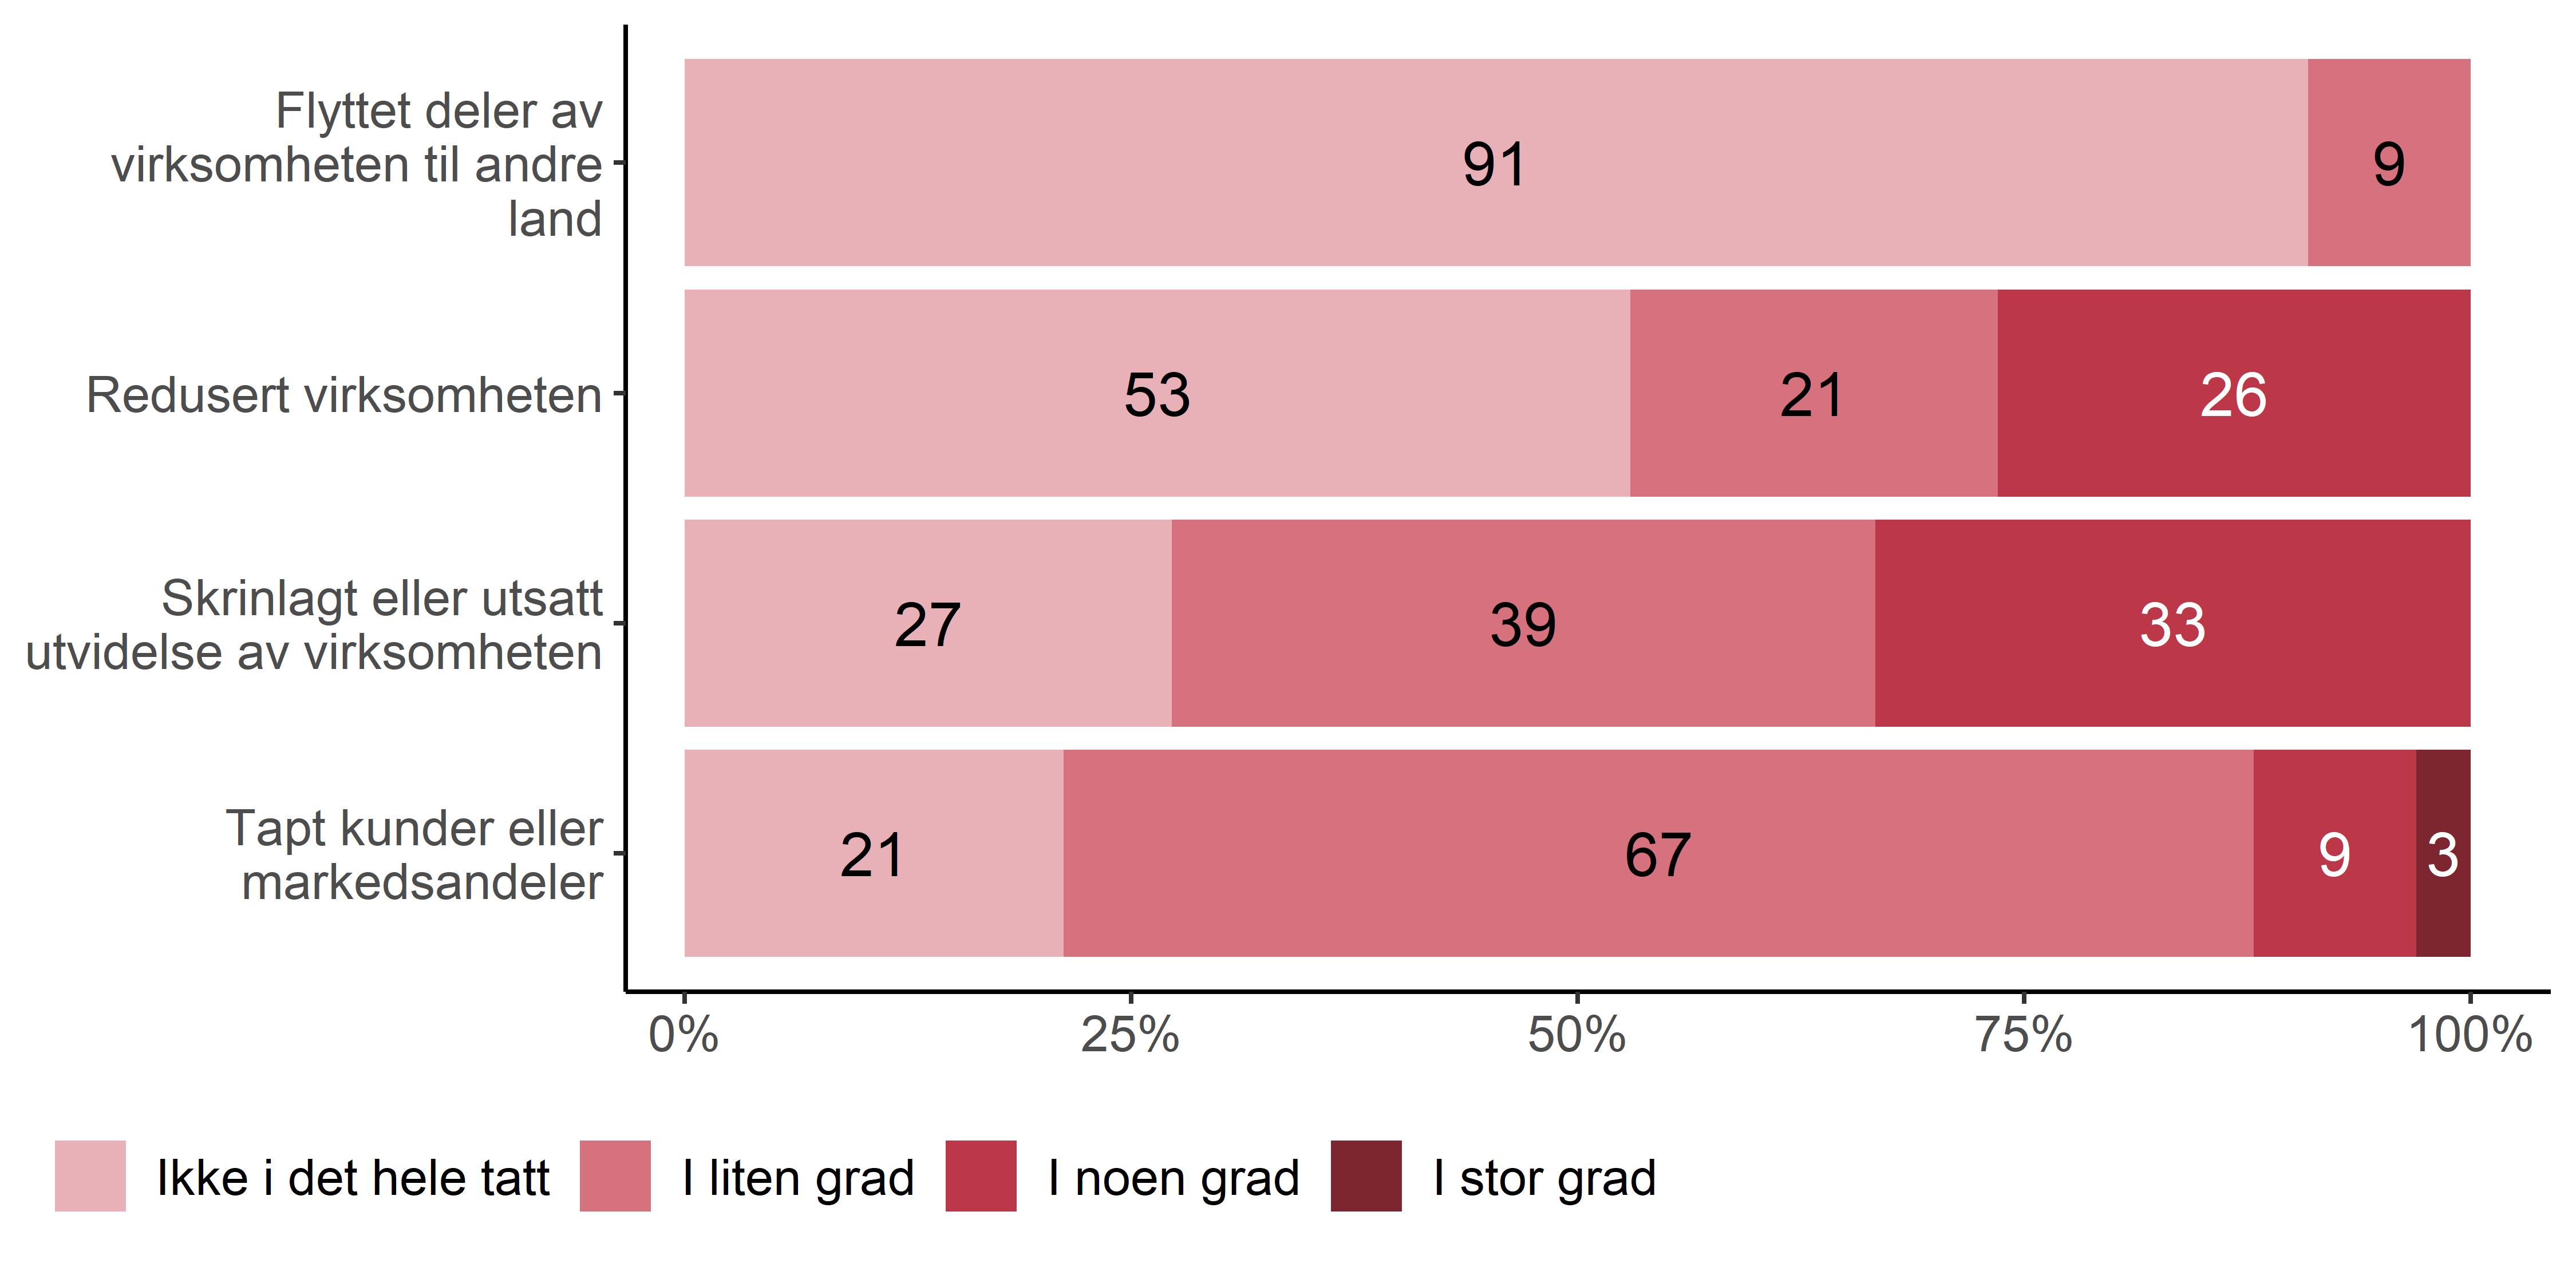 Flyttet deler av
virksomheten til andre
land
91 9
Redusert virksomheten
53 21 26
Skrinlagt eller utsatt
utvidelse av virksomheten
27 39 33
Tapt kunder eller
markedsandeler
21 67 9 3
0% 25% 50% 75% 100%
Ikke i det hele tatt I liten grad I noen grad I stor grad